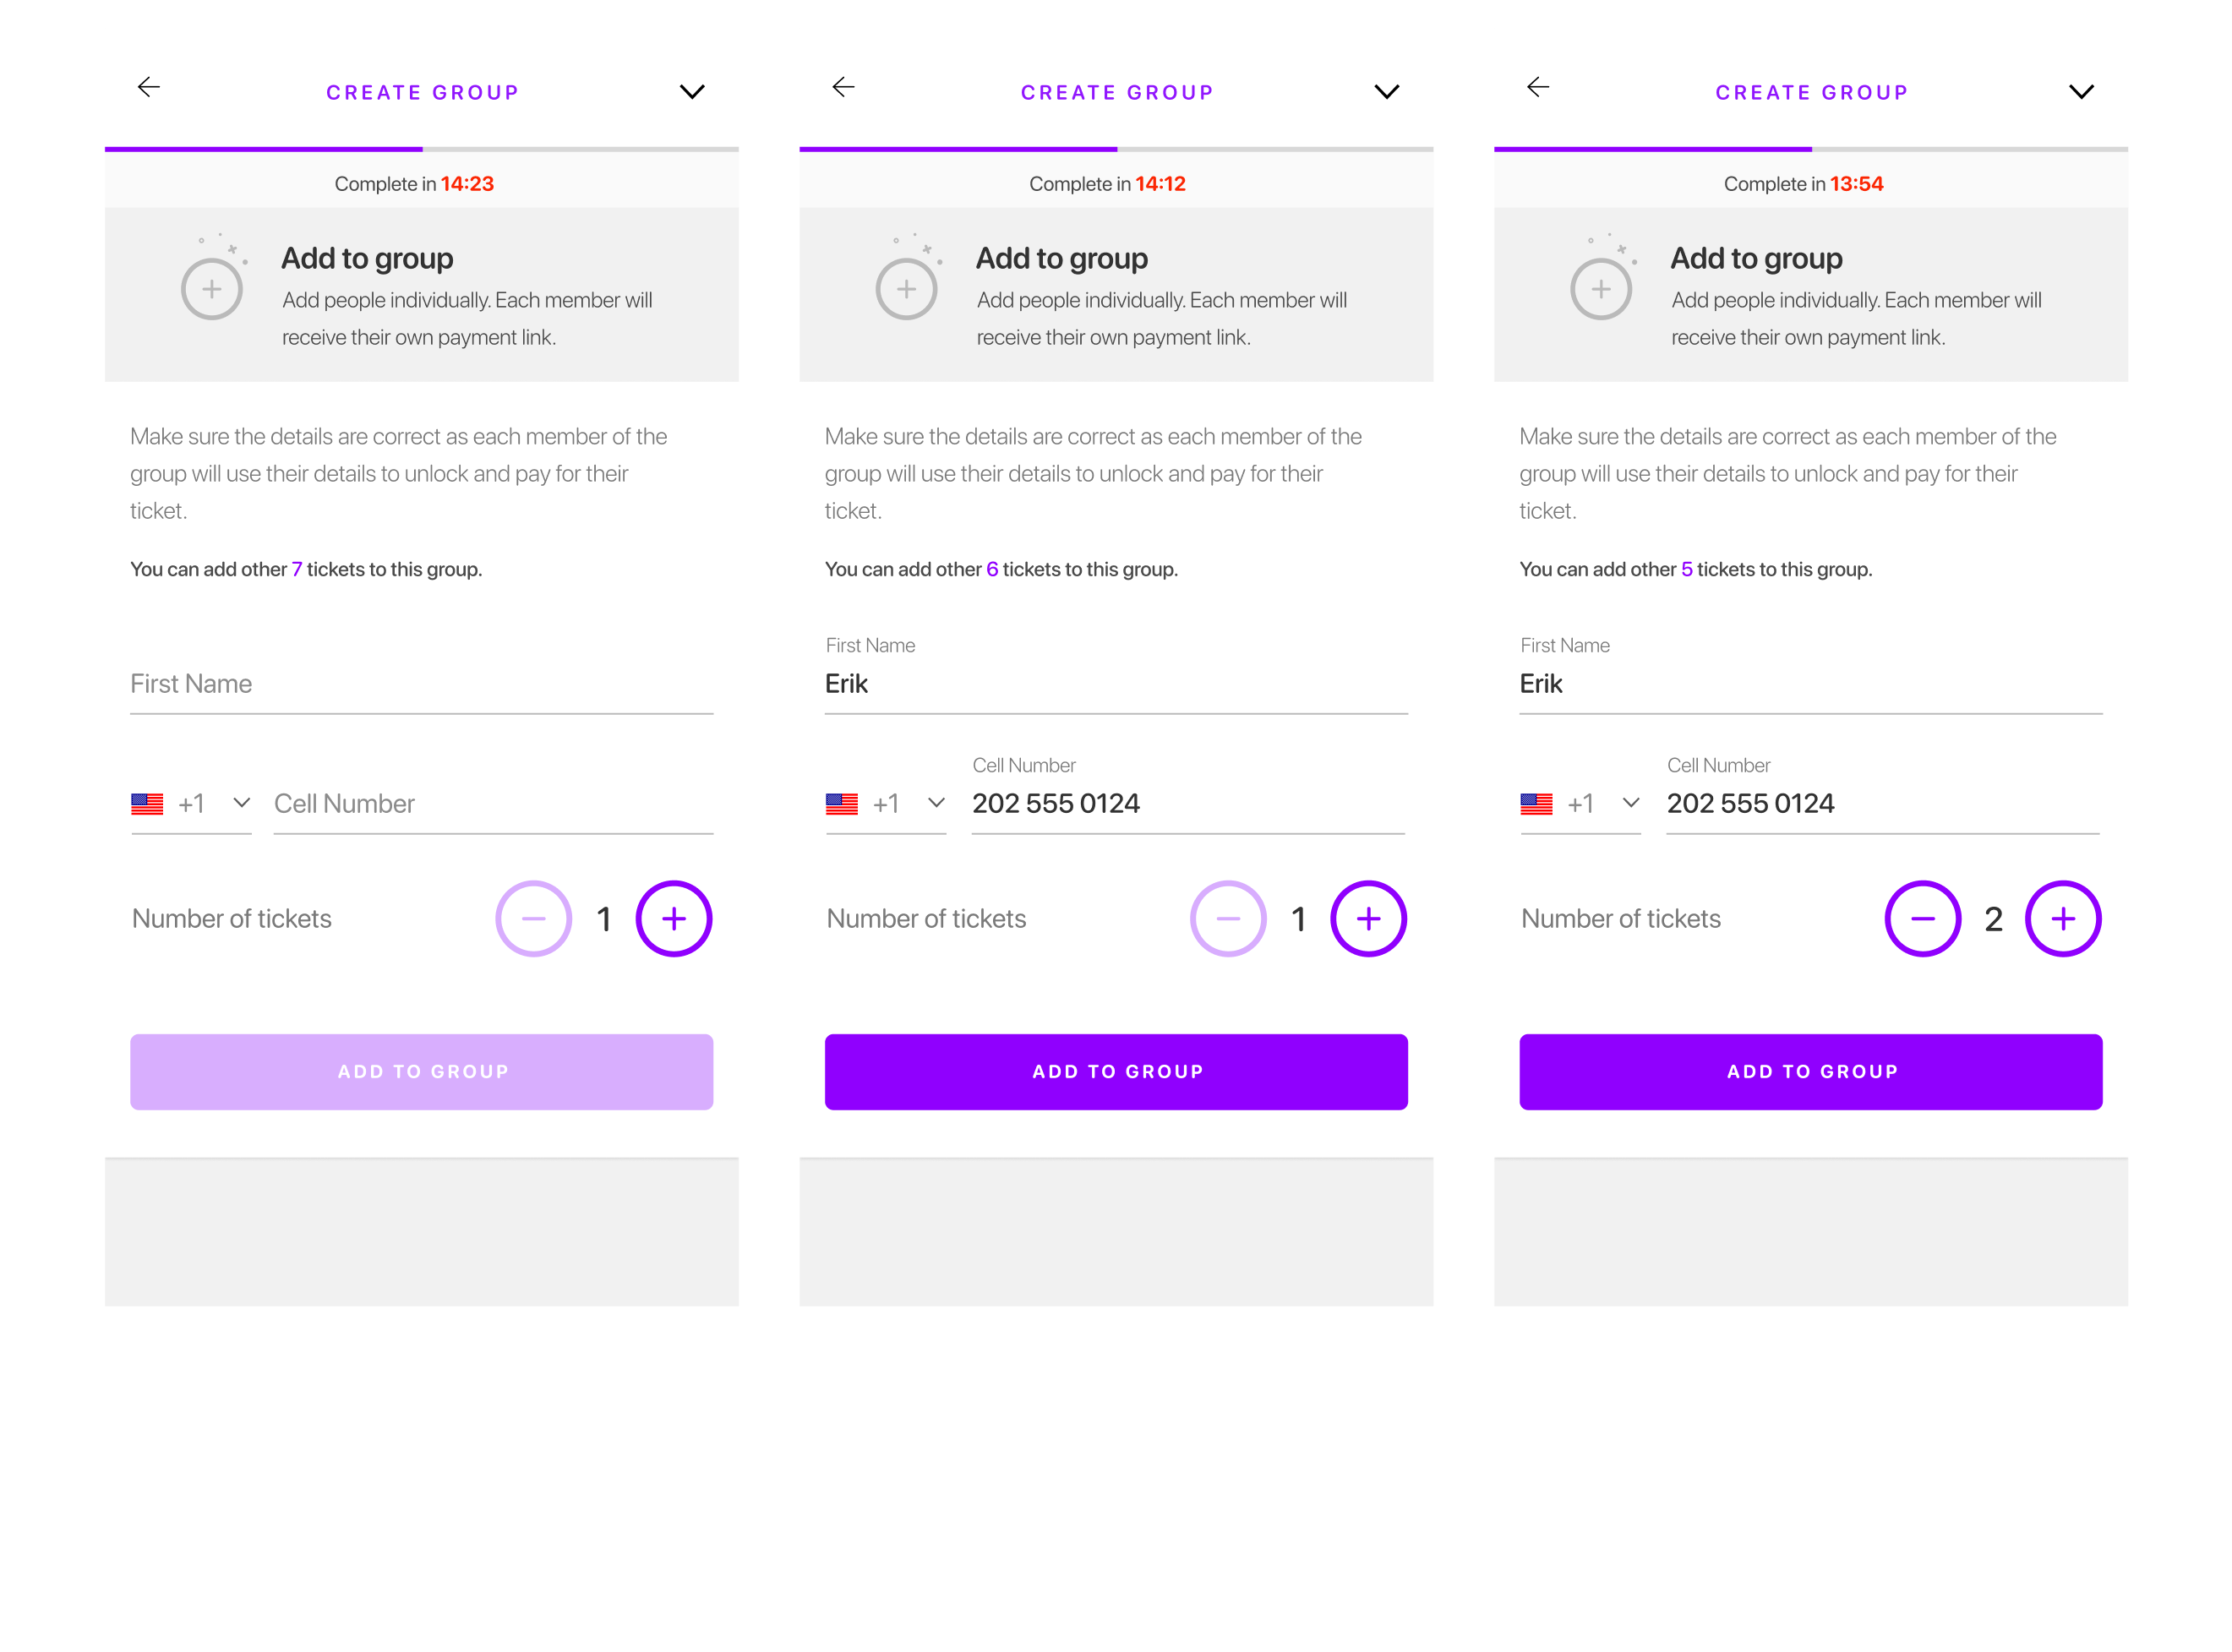 CREATE GROUP
Complete in 14:23
Add to group
Add people individually. Each member will
receive their own payment link.
Make sure the details are correct as each member of the
group will use their details to unlock and pay for their
ticket.
You can add other 7 tickets to this group.
First Name
+1
Cell Number
Number of tickets
1
ADD TO GROUP
CREATE GROUP
Complete in 14:12
Add to group
Add people individually. Each member will
receive their own payment link.
Make sure the details are correct as each member of the
group will use their details to unlock and pay for their
ticket.
You can add other 6 tickets to this group.
First Name
Erik
Cell Number
+1
202 555 0124
Number of tickets
1
ADD TO GROUP
CREATE GROUP
Complete in 13:54
Add to group
Add people individually. Each member will
receive their own payment link.
Make sure the details are correct as each member of the
group will use their details to unlock and pay for their
ticket.
You can add other 5 tickets to this group.
First Name
Erik
Cell Number
+1
202 555 0124
Number of tickets
2
ADD TO GROUP